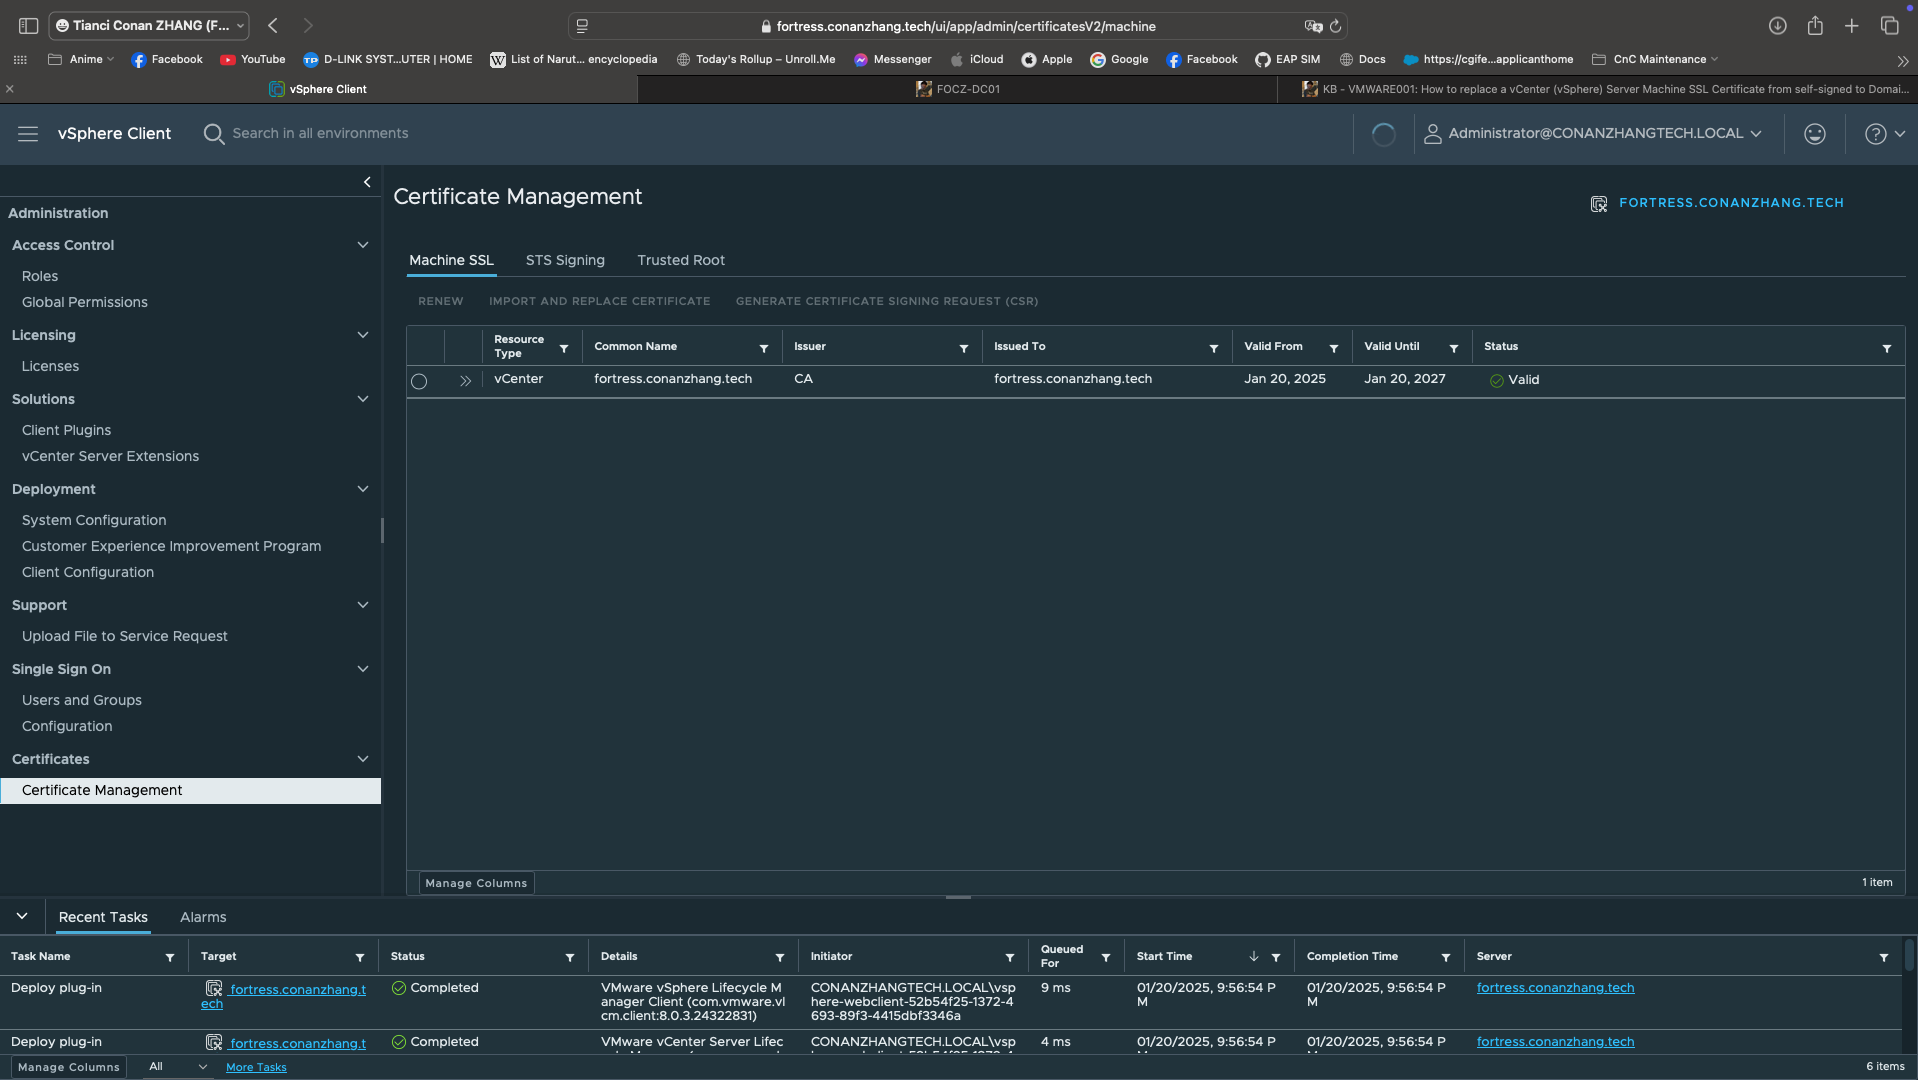 Tianci Conan ZHANG (F...
fortress.conanzhang.tech/ui/app/admin/certificatesV2/machine
Anime
Facebook
YouTube
D-LINK SYST...UTER | HOME
List of Narut... encyclopedia
Today's Rollup – Unroll.Me
Messenger
iCloud
Apple
Google
Facebook
EAP SIM
Docs
https://cgife...applicanthome
CnC Maintenance
vSphere Client
FOCZ-DC01
KB - VMWARE001: How to replace a vCenter (vSphere) Server Machine SSL Certificate from self-signed to Domai...
vSphere Client
Search in all environments
Administrator@CONANZHANGTECH.LOCAL
Administration
Access Control
Roles
Global Permissions
Licensing
Licenses
Solutions
Client Plugins
vCenter Server Extensions
Deployment
System Configuration
Customer Experience Improvement Program
Client Configuration
Support
Upload File to Service Request
Single Sign On
Users and Groups
Configuration
Certificates
Certificate Management
Certificate Management
FORTRESS.CONANZHANG.TECH
Machine SSL
STS Signing
Trusted Root
RENEW
IMPORT AND REPLACE CERTIFICATE
GENERATE CERTIFICATE SIGNING REQUEST (CSR)
Resource Type
Common Name
Issuer
Issued To
Valid From
Valid Until
Status
vCenter
fortress.conanzhang.tech
CA
fortress.conanzhang.tech
Jan 20, 2025
Jan 20, 2027
Valid
Manage Columns
1 item
Recent Tasks
Alarms
Task Name
Target
Status
Details
Initiator
Queued For
Start Time
Completion Time
Server
Deploy plug-in
fortress.conanzhang.t
ech
Completed
VMware vSphere Lifecycle M
anager Client (com.vmware.vl
cm.client:8.0.3.24322831)
CONANZHANGTECH.LOCAL\vsp
here-webclient-52b54f25-1372-4
693-89f3-4415dbf3346a
9 ms
01/20/2025, 9:56:54 P
M
01/20/2025, 9:56:54 P
M
fortress.conanzhang.tech
Deploy plug-in
fortress.conanzhang.t
Completed
VMware vCenter Server Lifec
CONANZHANGTECH.LOCAL\vsp
4 ms
01/20/2025, 9:56:54 P
01/20/2025, 9:56:54 P
fortress.conanzhang.tech
Manage Columns
All
More Tasks
6 items